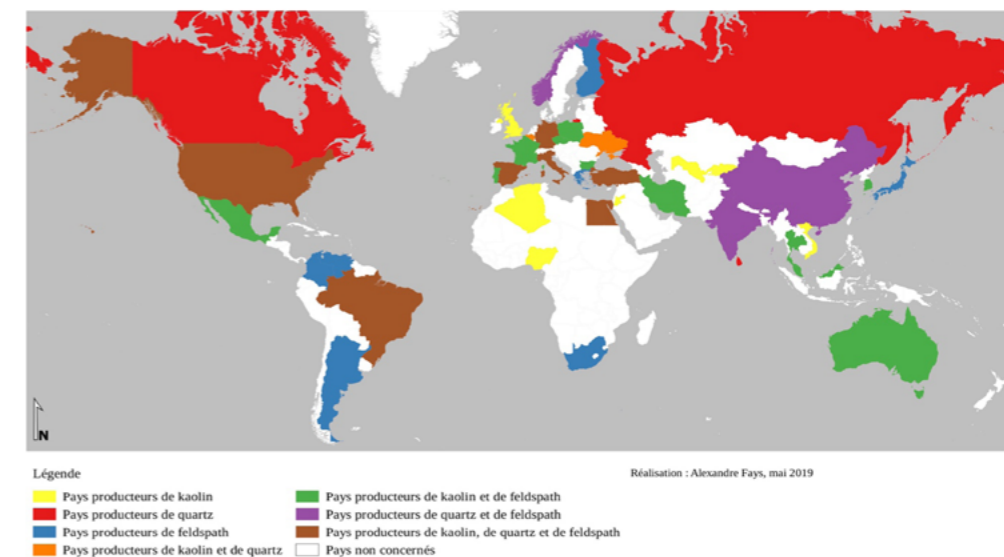 N
Légende
Réalisation : Alexandre Fays, mai 2019
Pays producteurs de kaolin
Pays producteurs de quartz
Pays producteurs de feldspath
Pays producteurs de kaolin et de quartz
Pays producteurs de kaolin et de feldspath
Pays producteurs de quartz et de feldspath
Pays producteurs de kaolin, de quartz et de feldspath
Pays non concernés